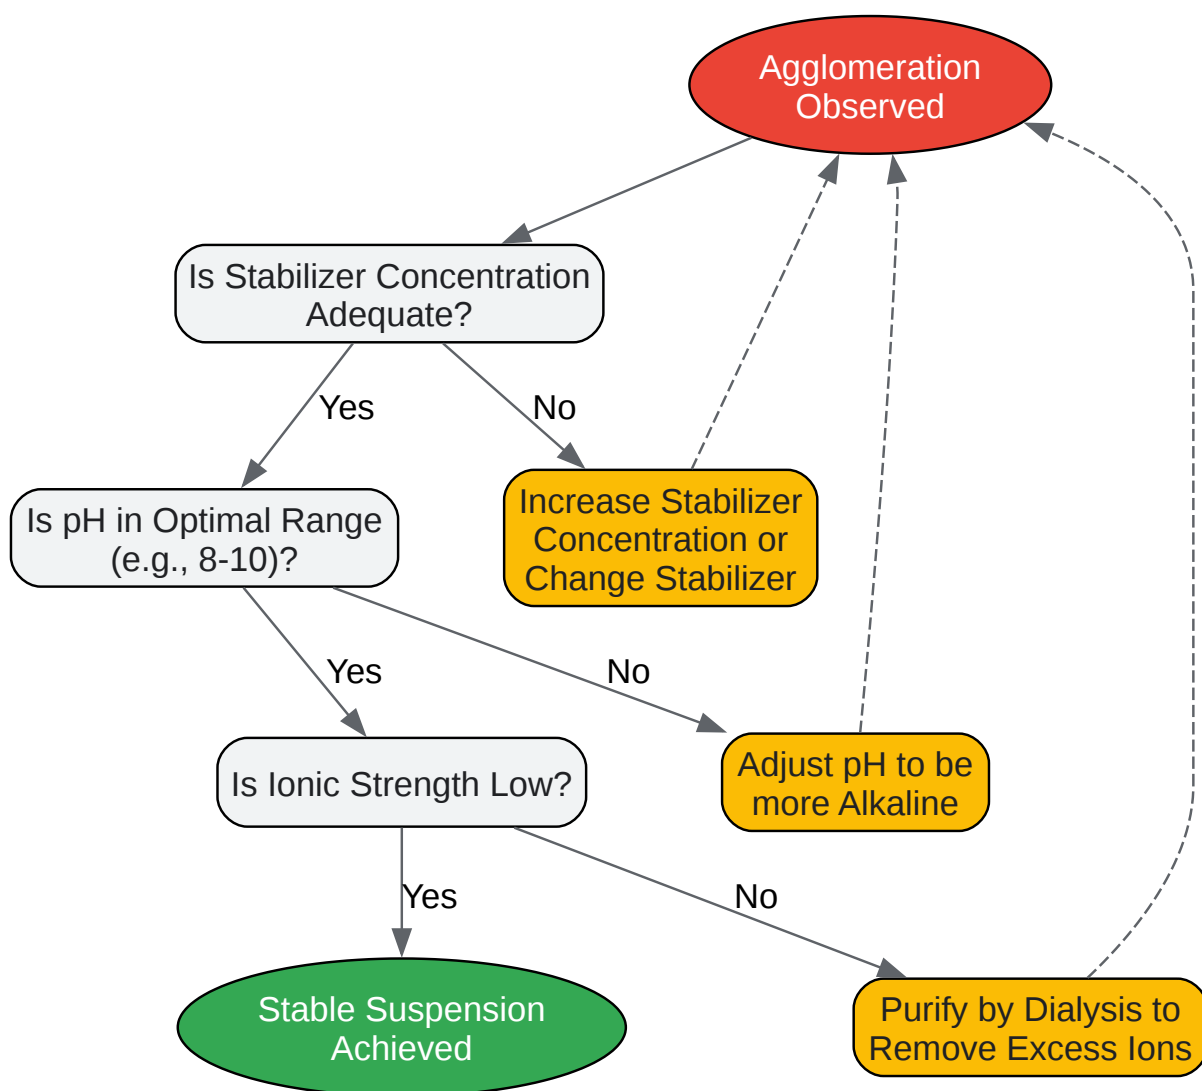 Agglomeration
Observed
Is Stabilizer Concentration
Adequate?
Yes
No
Is pH in Optimal Range
(e.g., 8-10)?
Increase Stabilizer
Concentration or
Change Stabilizer
Yes
No
Is Ionic Strength Low?
Adjust pH to be
more Alkaline
Yes
No
Stable Suspension
Achieved
Purify by Dialysis to
Remove Excess Ions